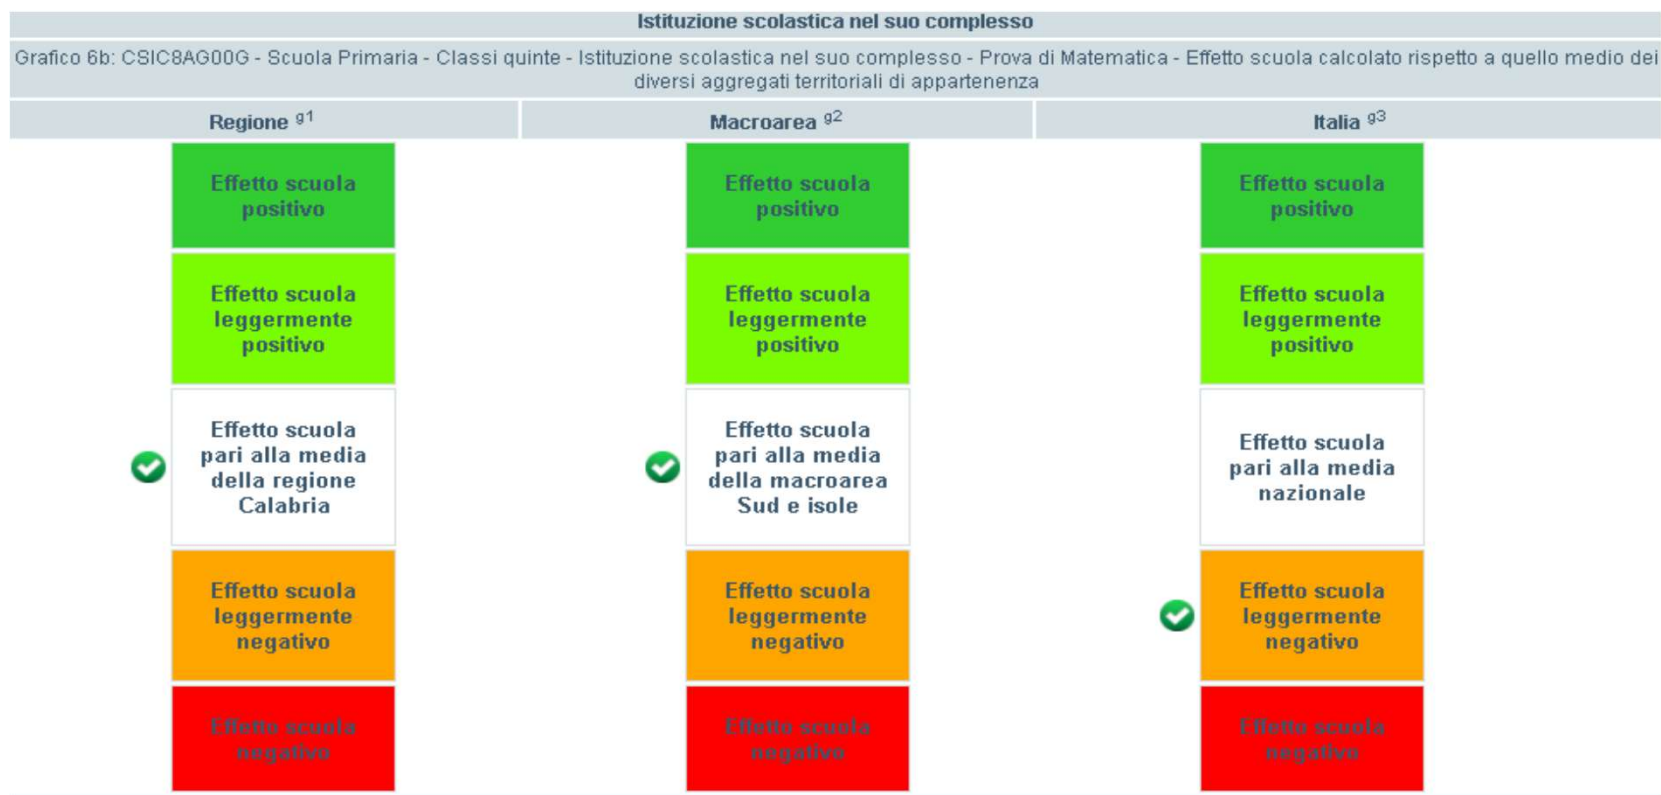 Istituzione scolastica nel suo complesso
Grafico 6b: CSIC8AG00G - Scuola Primaria - Classi quinte - Istituzione scolastica nel suo complesso - Prova di Matematica - Effetto scuola calcolato rispetto a quello medio dei
diversi aggregati territoriali di appartenenza
Regione g1
Macroarea g2
Italia g3
Effetto scuola
positivo
Effetto scuola
positivo
Effetto scuola
positivo
Effetto scuola
leggermente
positivo
Effetto scuola
leggermente
positivo
Effetto scuola
leggermente
positivo
Effetto scuola
pari alla media
della regione
Calabria
Effetto scuola
pari alla media
della macroarea
Sud e isole
Effetto scuola
pari alla media
nazionale
Effetto scuola
leggermente
negativo
Effetto scuola
leggermente
negativo
Effetto scuola
leggermente
negativo
Effetto scuola
negativo
Effetto scuola
negativo
Effetto scuola
negativo